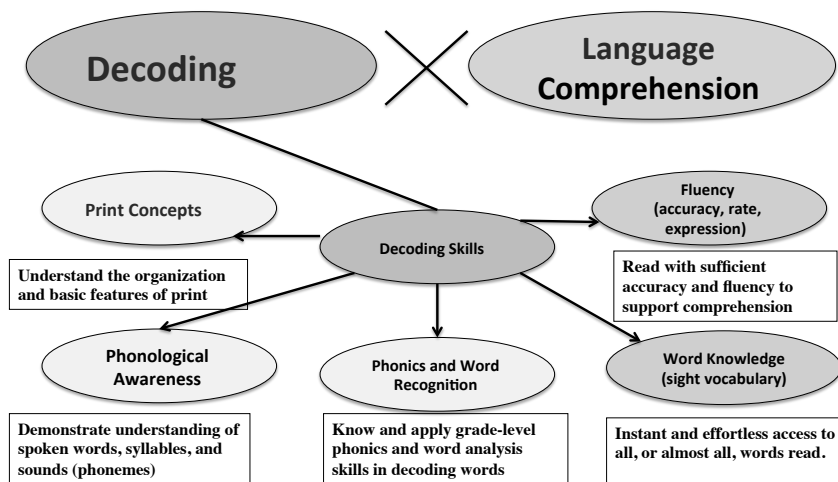 Decoding
Language
Comprehension
Print Concepts
Understand the organization
and basic features of print
Decoding Skills
Fluency
(accuracy, rate,
expression)
Read with sufficient
accuracy and fluency to
support comprehension
Phonological
Awareness
Demonstrate understanding of
spoken words, syllables, and
sounds (phonemes)
Phonics and Word
Recognition
Know and apply grade-level
phonics and word analysis
skills in decoding words
Word Knowledge
(sight vocabulary)
Instant and effortless access to
all, or almost all, words read.